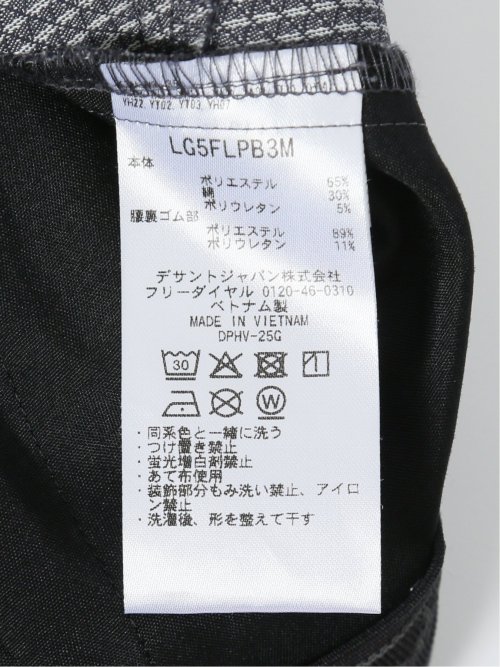 YH22, YT02, YT03, YH07
LG5FLPB3M
本体
ポリエステル 65%
綿 30%
ポリウレタン 5%
腰裏ゴム部
ポリエステル 89%
ポリウレタン 11%
デサントジャパン株式会社
フリーダイヤル 0120-46-0310
ベトナム製
MADE IN VIETNAM
DPHV-25G
30
W
・同系色と一緒に洗う
・つけ置き禁止
・蛍光増白剤禁止
・あて布使用
・装飾部分もみ洗い禁止、アイロ
ン禁止
・洗濯後、形を整えて干す